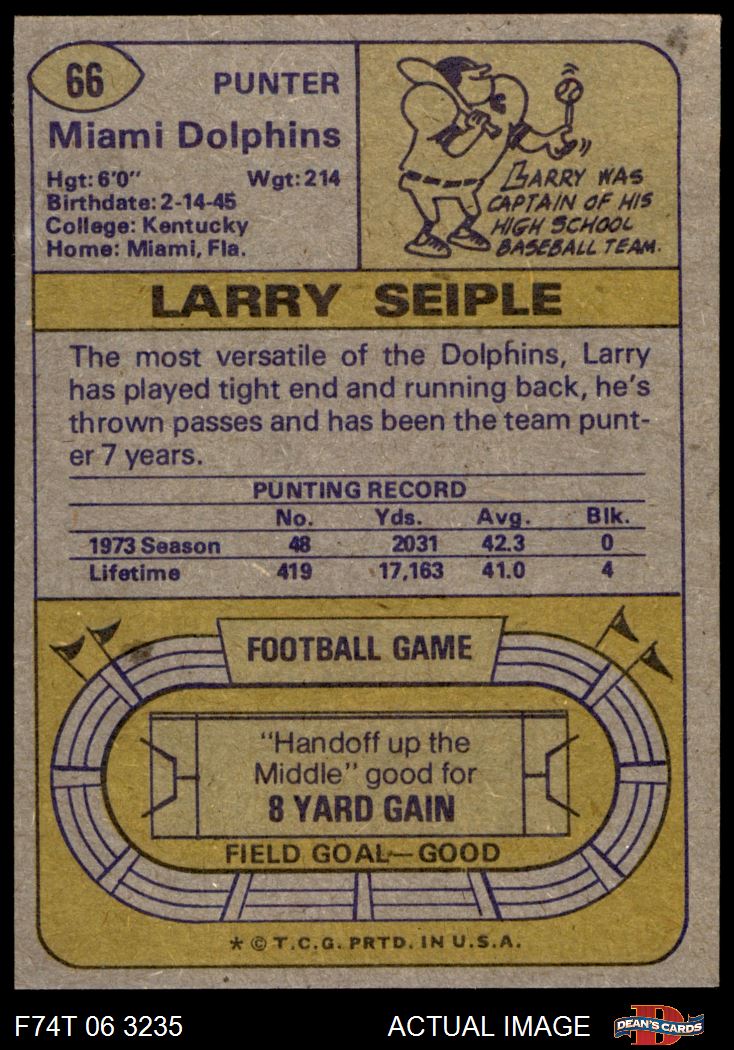 66
PUNTER
Miami Dolphins
Hgt: 6'0" Wgt: 214
Birthdate: 2-14-45
College: Kentucky
Home: Miami, Fla.
LARRY WAS
CAPTAIN OF HIS
HIGH SCHOOL
BASEBALL TEAM.
LARRY SEIPLE
The most versatile of the Dolphins, Larry
has played tight end and running back, he's
thrown passes and has been the team punt-
er 7 years.
PUNTING RECORD
No. Yds. Avg. Blk.
1973 Season 48 2031 42.3 0
Lifetime 419 17,163 41.0 4
FOOTBALL GAME
"Handoff up the
Middle" good for
8 YARD GAIN
FIELD GOAL—GOOD
* © T.C.G. PRTD. IN U.S.A.
F74T 06 3235 ACTUAL IMAGE
D
DEAN'S CARDS